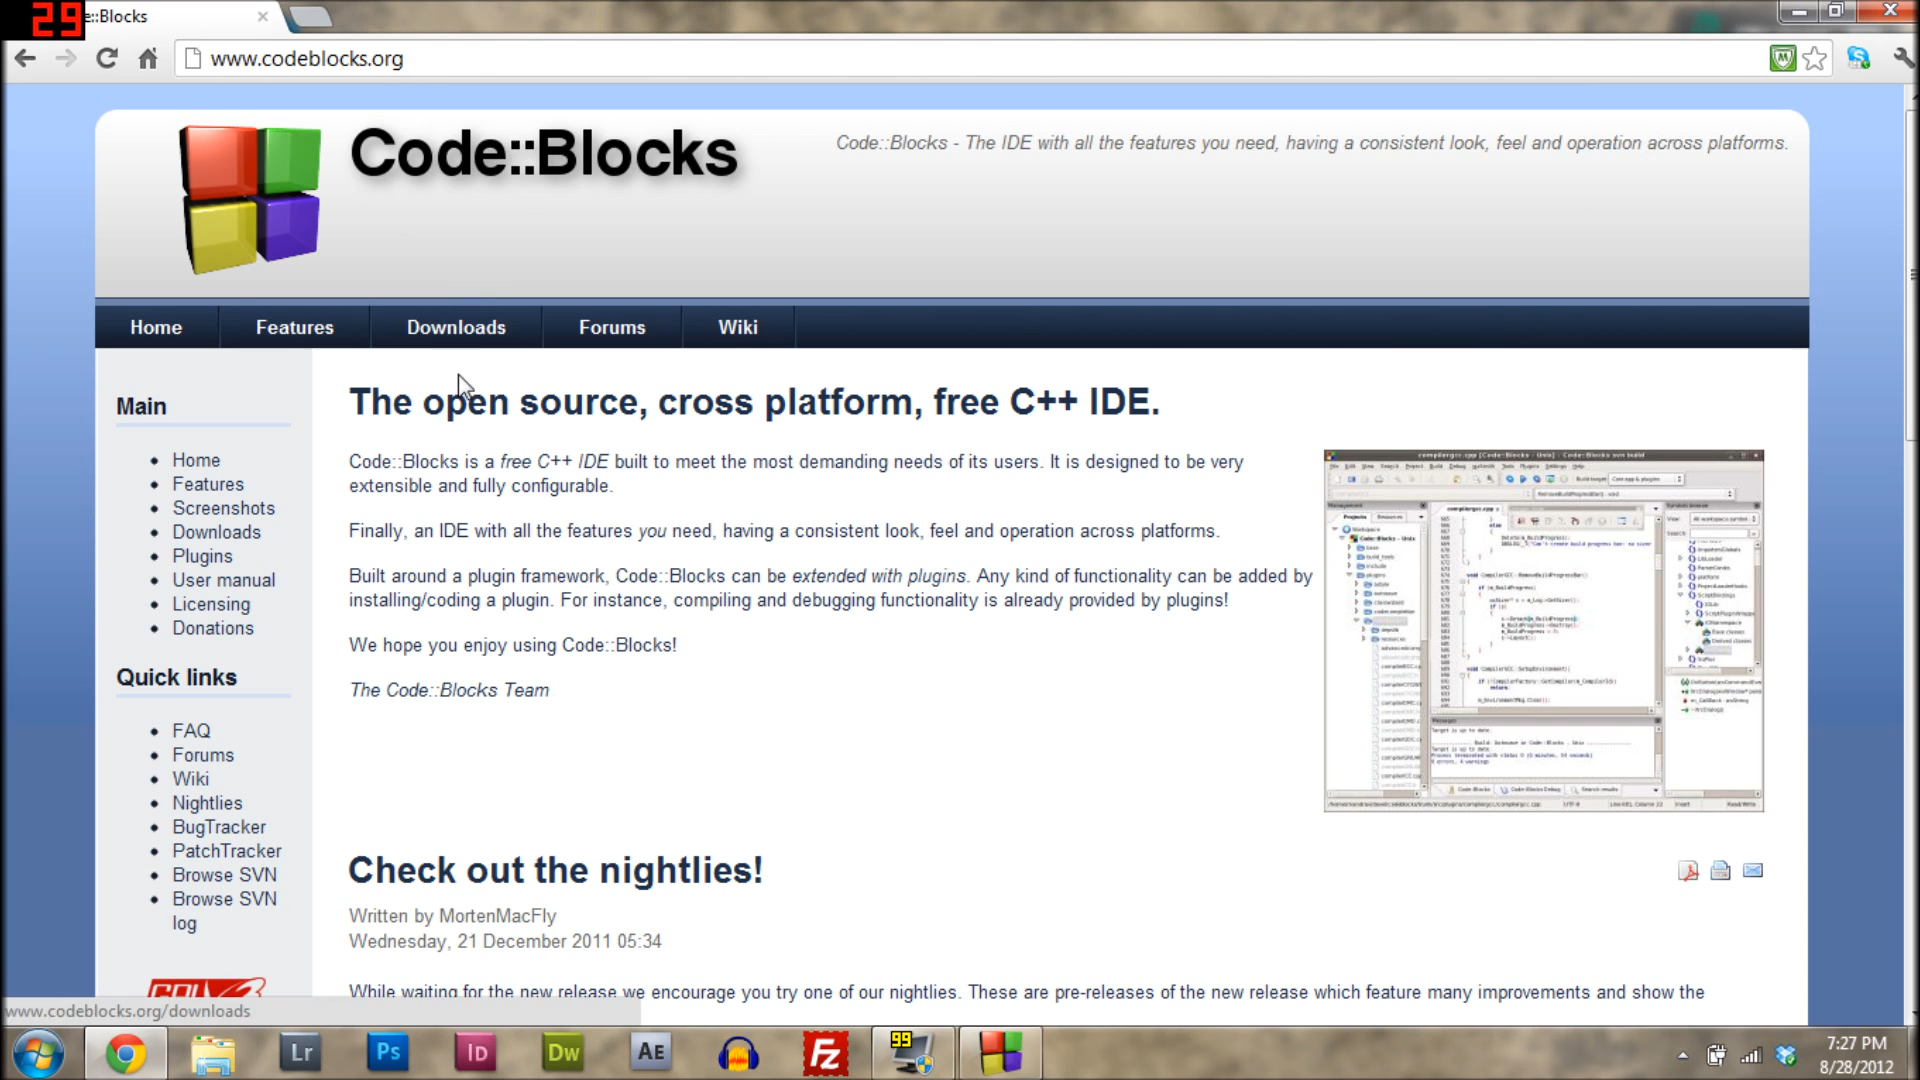 29
e::Blocks
www.codeblocks.org
Code::Blocks
Code::Blocks - The IDE with all the features you need, having a consistent look, feel and operation across platforms.
Home Features Downloads Forums Wiki
Main
Home
Features
Screenshots
Downloads
Plugins
User manual
Licensing
Donations
Quick links
FAQ
Forums
Wiki
Nightlies
BugTracker
PatchTracker
Browse SVN
Browse SVN
log
The open source, cross platform, free C++ IDE.
Code::Blocks is a free C++ IDE built to meet the most demanding needs of its users. It is designed to be very
extensible and fully configurable.
Finally, an IDE with all the features you need, having a consistent look, feel and operation across platforms.
Built around a plugin framework, Code::Blocks can be extended with plugins. Any kind of functionality can be added by
installing/coding a plugin. For instance, compiling and debugging functionality is already provided by plugins!
We hope you enjoy using Code::Blocks!
The Code::Blocks Team
Check out the nightlies!
Written by MortenMacFly
Wednesday, 21 December 2011 05:34
While waiting for the new release we encourage you try one of our nightlies. These are pre-releases of the new release which feature many improvements and show the
www.codeblocks.org/downloads
Lr Ps Id Dw AE Fz 99
7:27 PM
8/28/2012